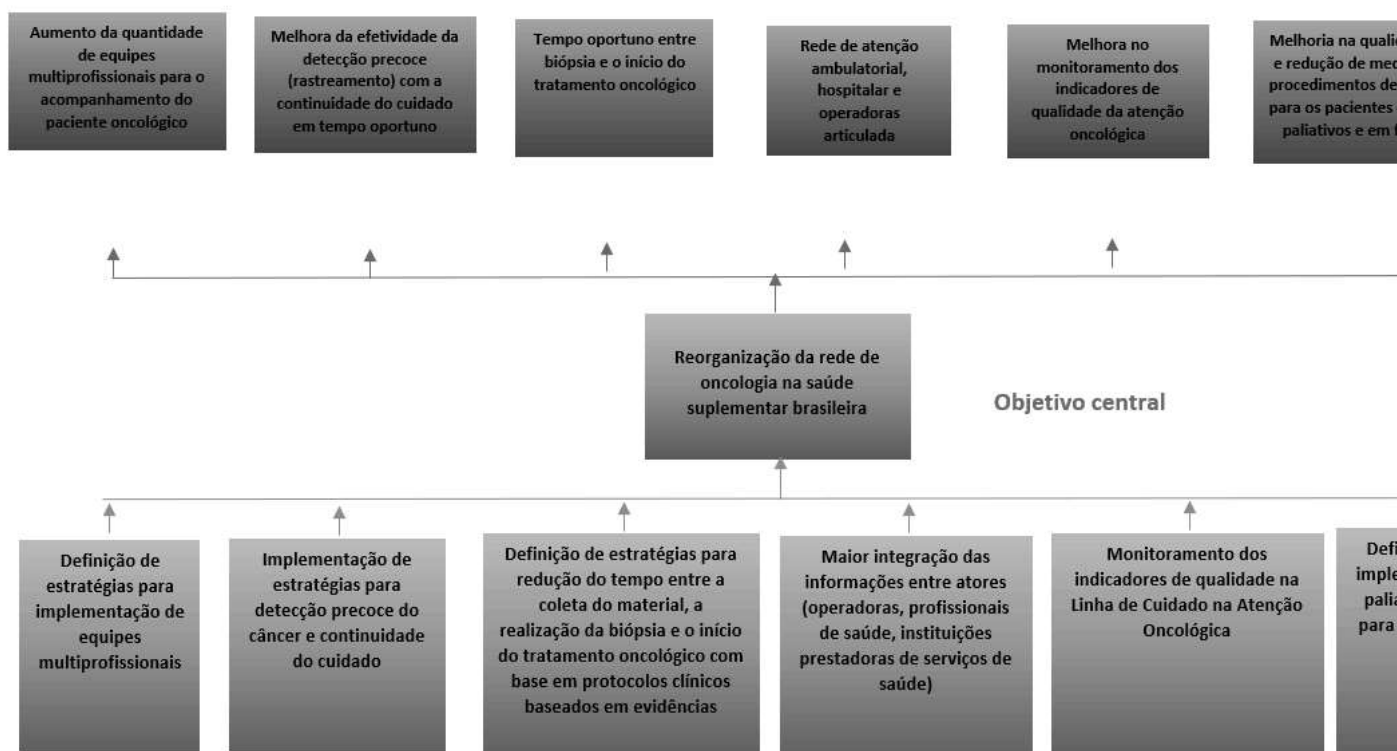 Aumento da quantidade
de equipes
multiprofissionais para o
acompanhamento do
paciente oncológico
Melhora da efetividade da
detecção precoce
(rastreamento) com a
continuidade do cuidado
em tempo oportuno
Tempo oportuno entre
biópsia e o início do
tratamento oncológico
Rede de atenção
ambulatorial,
hospitalar e
operadoras
articulada
Melhora no
monitoramento dos
indicadores de
qualidade da atenção
oncológica
Melhoria na
e redução de
procedimentos de
para os pacientes
paliativos e em
Reorganização da rede de
oncologia na saúde
suplementar brasileira
Objetivo central
Definição de
estratégias para
implementação de
equipes
multiprofissionais
Implementação de
estratégias para
detecção precoce do
câncer e continuidade
do cuidado
Definição de estratégias para
redução do tempo entre a
coleta do material, a
realização da biópsia e o início
do tratamento oncológico com
base em protocolos clínicos
baseados em evidências
Maior integração das
informações entre atores
(operadoras, profissionais
de saúde, instituições
prestadoras de serviços de
saúde)
Monitoramento dos
indicadores de qualidade na
Linha de Cuidado na Atenção
Oncológica
para